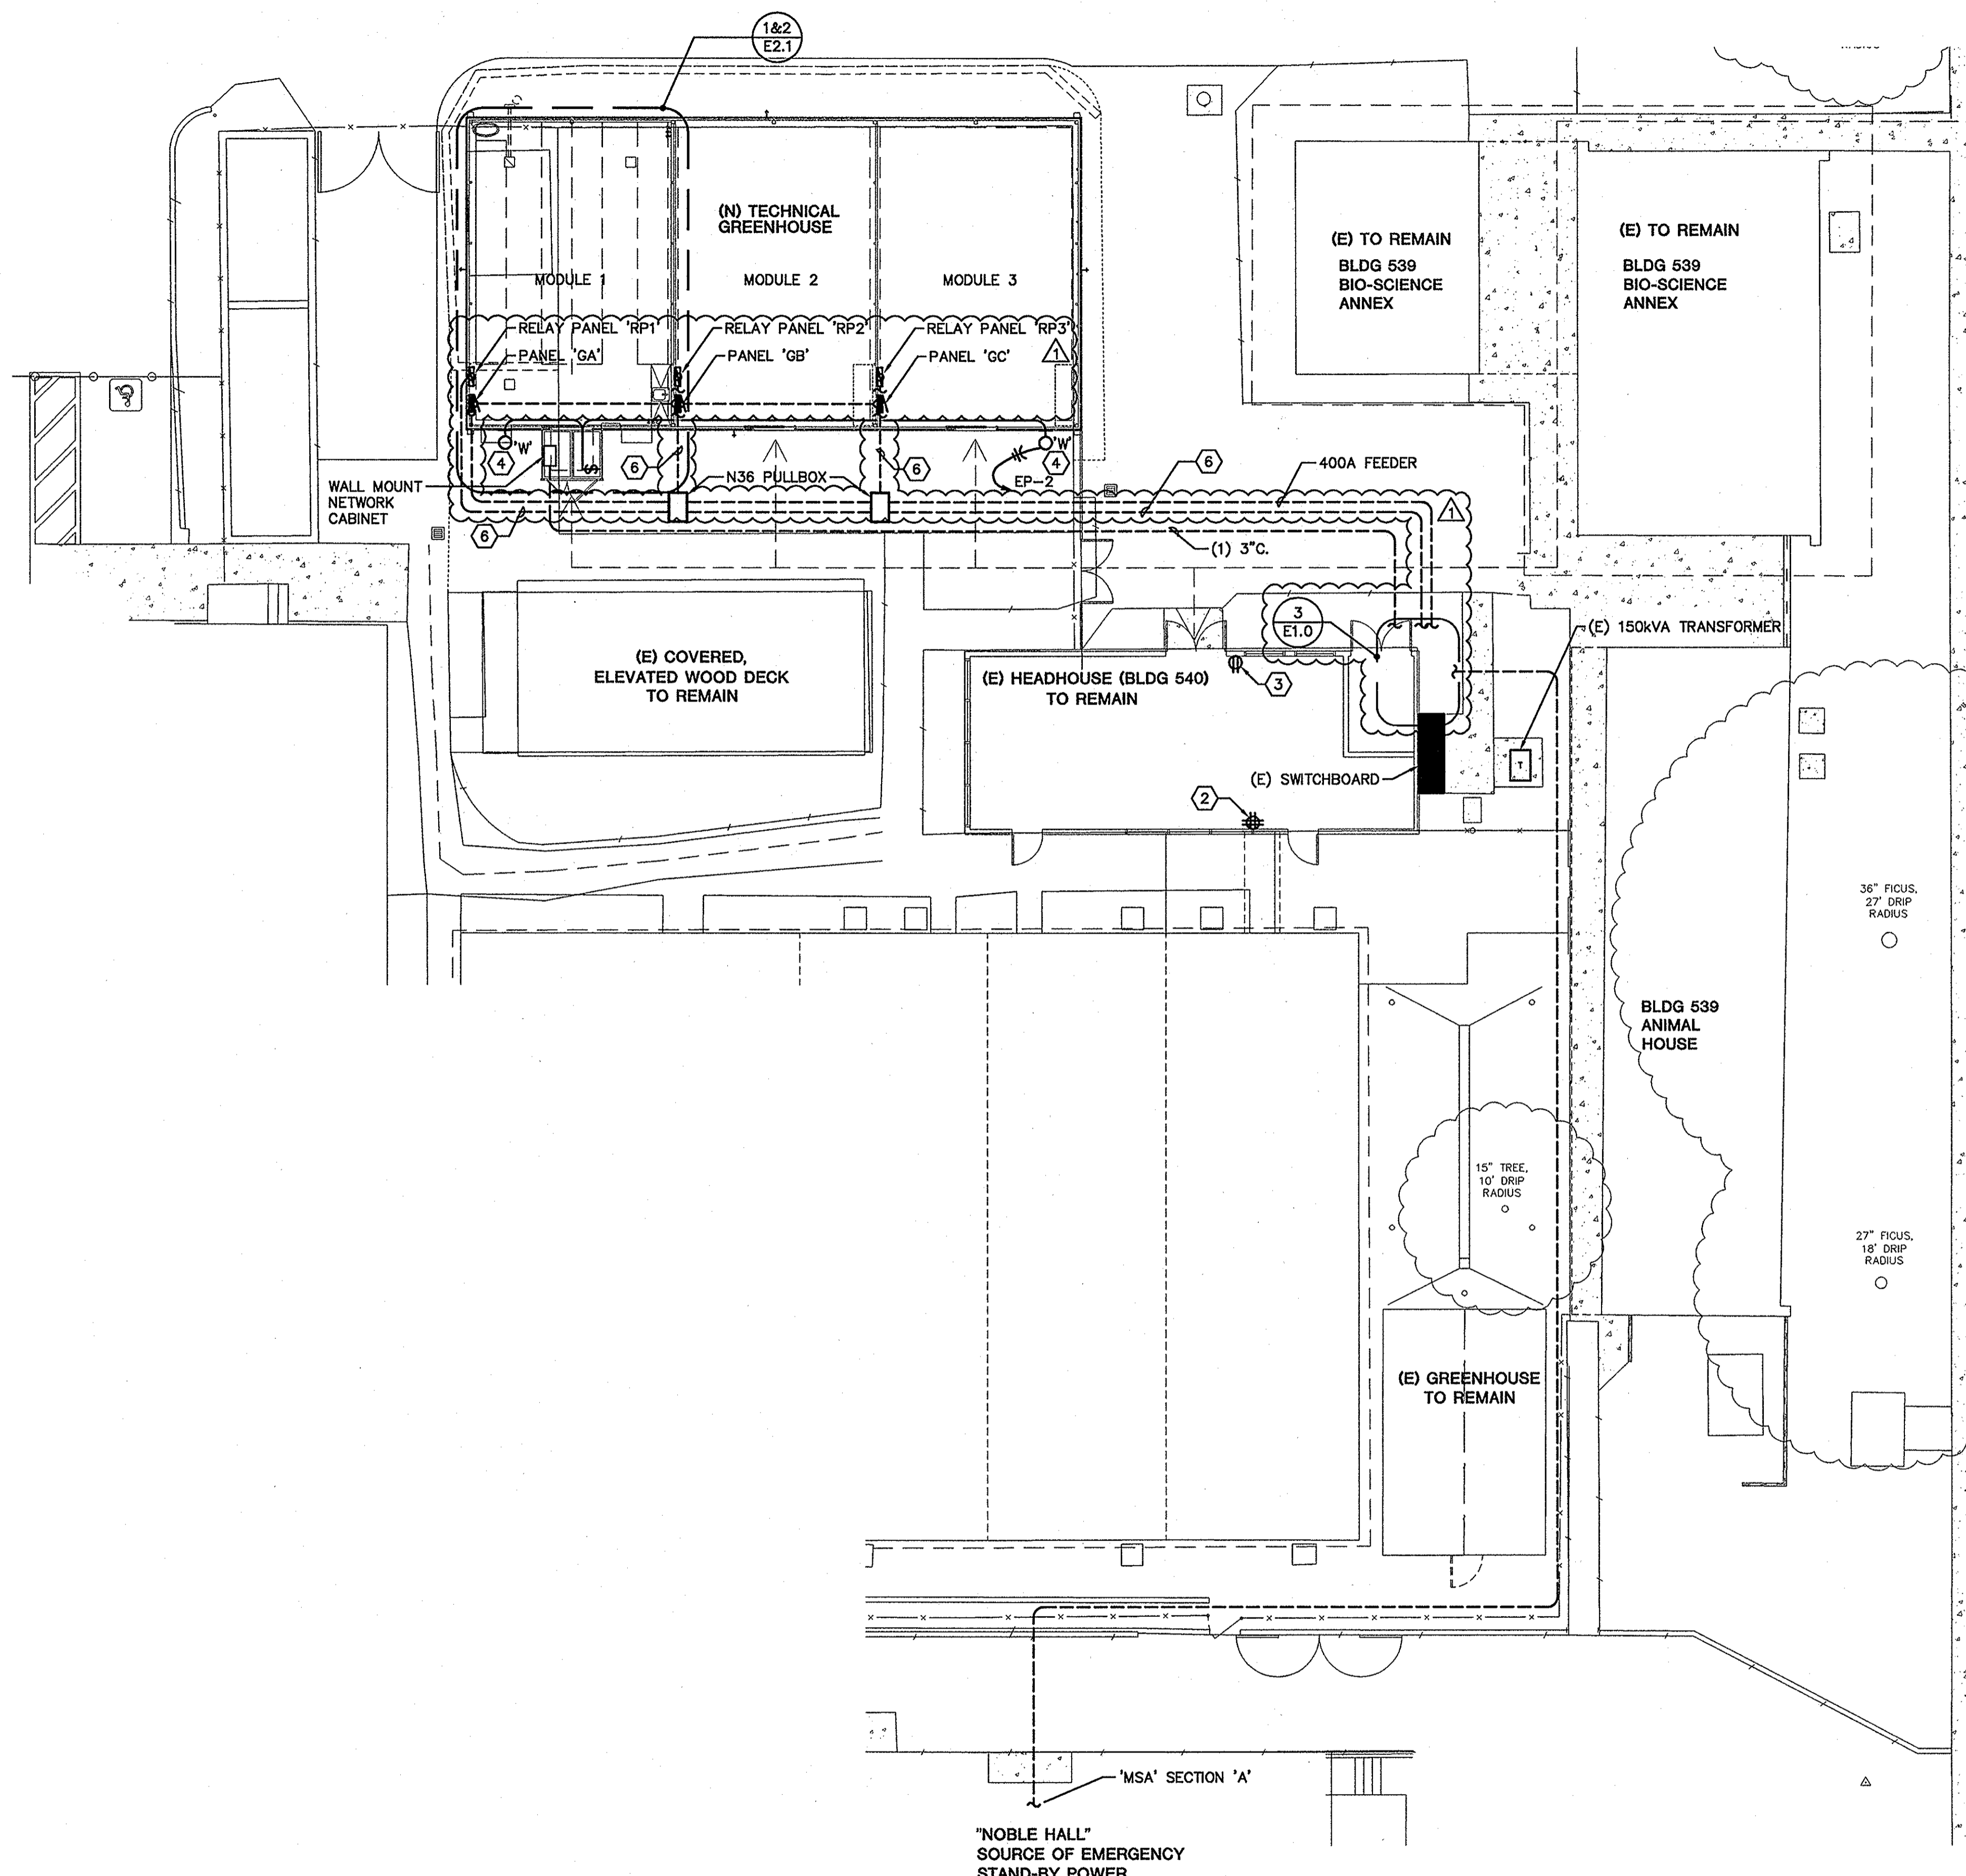 1&2
E2.1
(N) TECHNICAL
GREENHOUSE
MODULE 1
MODULE 2
MODULE 3
RELAY PANEL 'RP1'
RELAY PANEL 'RP2'
RELAY PANEL 'RP3'
PANEL 'GA'
PANEL 'GB'
PANEL 'GC'
1
(E) TO REMAIN
BLDG 539
BIO-SCIENCE
ANNEX
(E) TO REMAIN
BLDG 539
BIO-SCIENCE
ANNEX
'W'
4
S
6
6
'W'
4
EP-2
WALL MOUNT
NETWORK
CABINET
N36 PULLBOX
6
400A FEEDER
1
6
(1) 3"C.
3
E1.0
(E) 150kVA TRANSFORMER
(E) COVERED,
ELEVATED WOOD DECK
TO REMAIN
(E) HEADHOUSE (BLDG 540)
TO REMAIN
3
(E) SWITCHBOARD
T
2
36" FICUS,
27' DRIP
RADIUS
BLDG 539
ANIMAL
HOUSE
15" TREE,
10' DRIP
RADIUS
27" FICUS,
18' DRIP
RADIUS
(E) GREENHOUSE
TO REMAIN
'MSA' SECTION 'A'
"NOBLE HALL"
SOURCE OF EMERGENCY
STAND-BY POWER